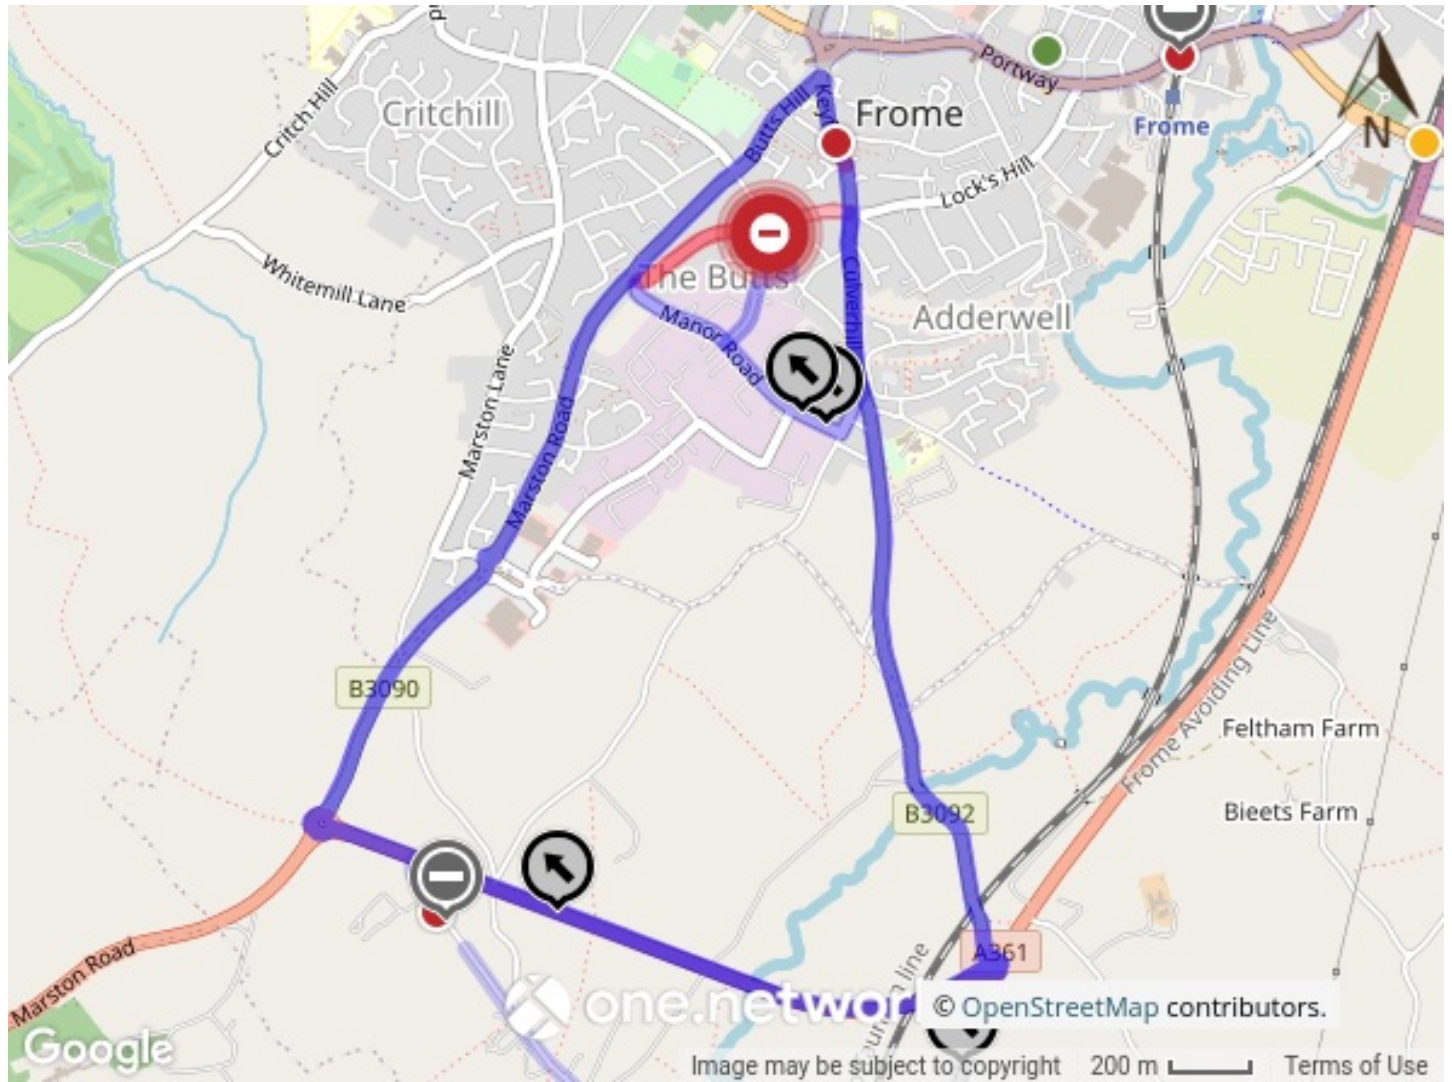 Critch Hill
Critchill
Butts Hill
Key
Frome
Portway
Frome
N
Lock's Hill
Whitemill Lane
The Butts
Culverhill
Adderwell
Manor Road
Marston Lane
Marston Road
B3090
Frome Avoiding Line
Feltham Farm
B3092
Bieets Farm
A361
Marston Road
line
one.network
© OpenStreetMap contributors.
Google
Image may be subject to copyright 200 m Terms of Use